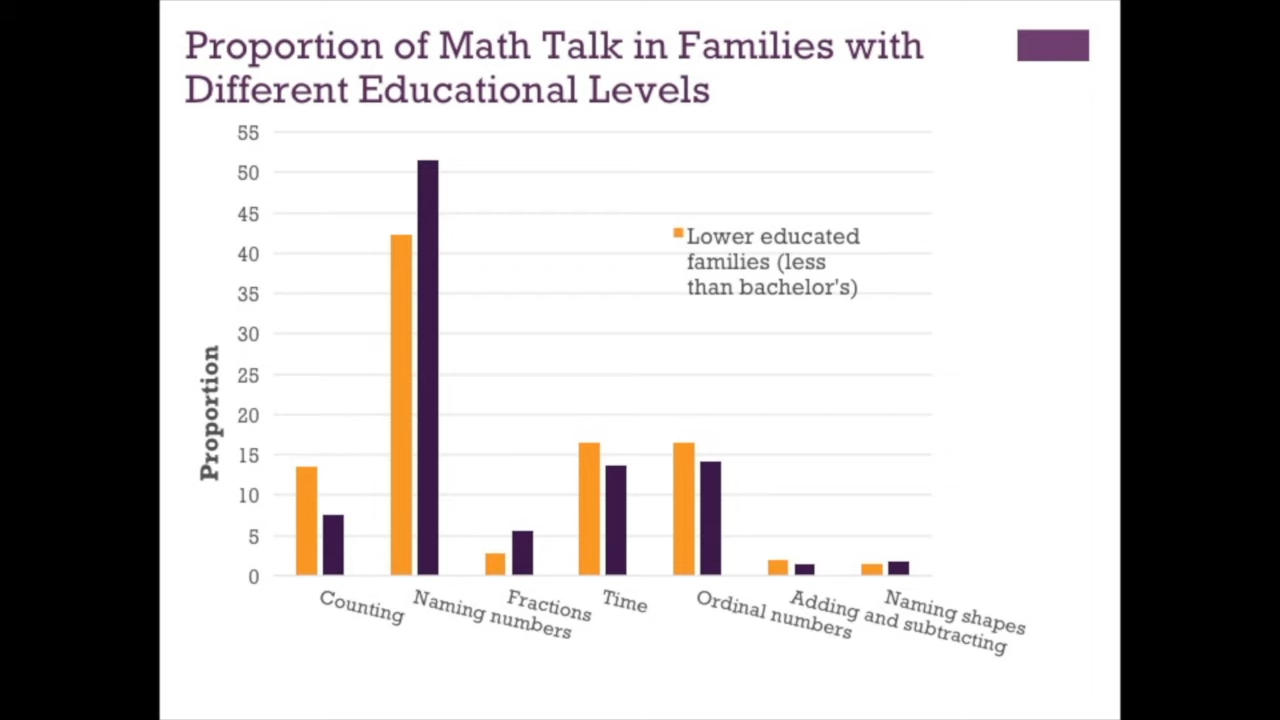 Proportion of Math Talk in Families with
Different Educational Levels
55
50
45
40
35
30
25
20
15
10
5
0
Proportion
Lower educated
families (less
than bachelor's)
Counting
Naming numbers
Fractions
Time
Ordinal numbers
Adding and subtracting
Naming shapes